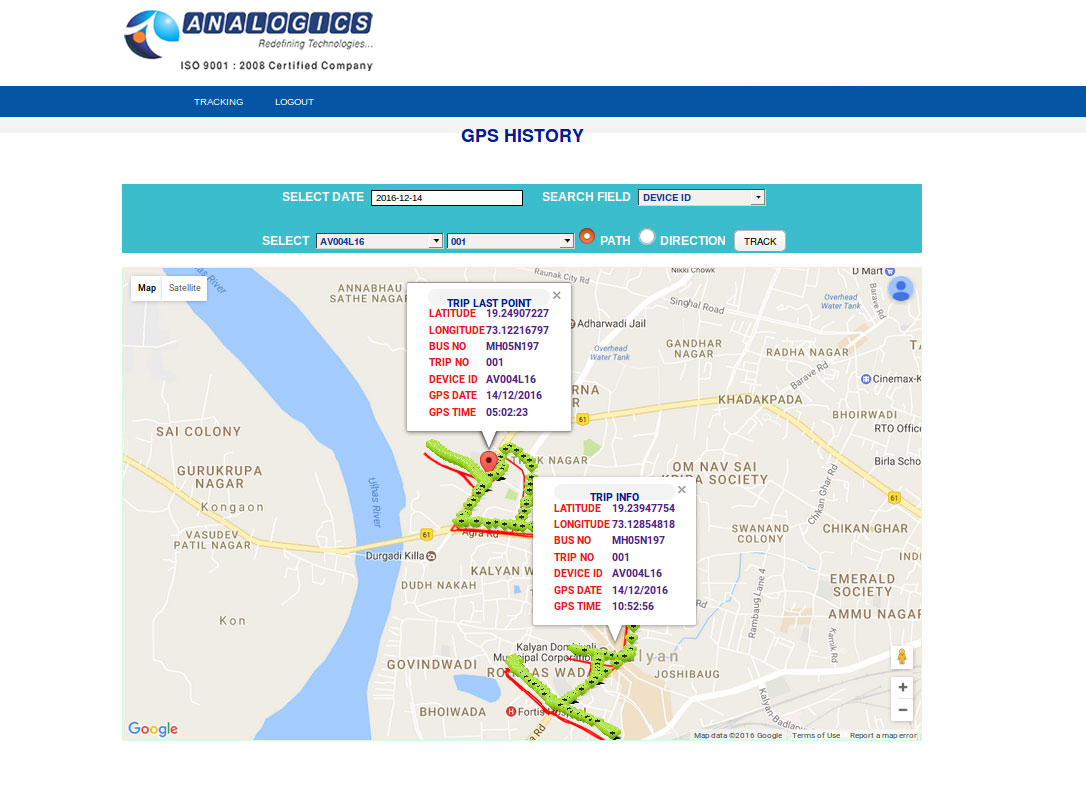 ANALOGICS
Redefining Technologies...
ISO 9001 : 2008 Certified Company
TRACKING LOGOUT
GPS HISTORY
SELECT DATE 2016-12-14 SEARCH FIELD DEVICE ID
SELECT AV004L16 001 PATH DIRECTION TRACK
Map Satellite
Ulhas River
ANNABHAU
SATHE NAGAR
Raunak City Rd
Nikki Chowk
D Mart
Singhal Road
Overhead
Water Tank
Barave Rd
Adharwadi Jail
Overhead
Water Tank
GANDHAR
NAGAR
RADHA NAGAR
Barave Rd
Cinemax-K
KHADAKPADA
61
BHOIRWADI
RTO Offic
Birla Scho
TRIP LAST POINT
LATITUDE 19.24907227
LONGITUDE 73.12216797
BUS NO MH05N197
TRIP NO 001
DEVICE ID AV004L16
GPS DATE 14/12/2016
GPS TIME 05:02:23
SAI COLONY
GURUKRUPA
NAGAR
Kongaon
VASUDEV
PATIL NAGAR
Ulhas River
K NAGAR
OM NAV SAI
KRIPA SOCIETY
Chikan Ghar Rd
61
SWANAND
COLONY
CHIKAN GHAR
61
Agra Rd
Durgadi Killa
DUDH NAKAH
KALYAN W
TRIP INFO
LATITUDE 19.23947754
LONGITUDE 73.12854818
BUS NO MH05N197
TRIP NO 001
DEVICE ID AV004L16
GPS DATE 14/12/2016
GPS TIME 10:52:56
Rd
Rambaug Lane 4
EMERALD
SOCIETY
AMMU NAGAR
Karnik Rd
Kon
Kalyan Dombivali
Municipal Corporation
GOVINDWADI
ROHIDAS WADA
JOSHIBAUG
BHOIWADA
Fortis Hospital
Kalyan-Badlapur
Google
Map data ©2016 Google Terms of Use Report a map error